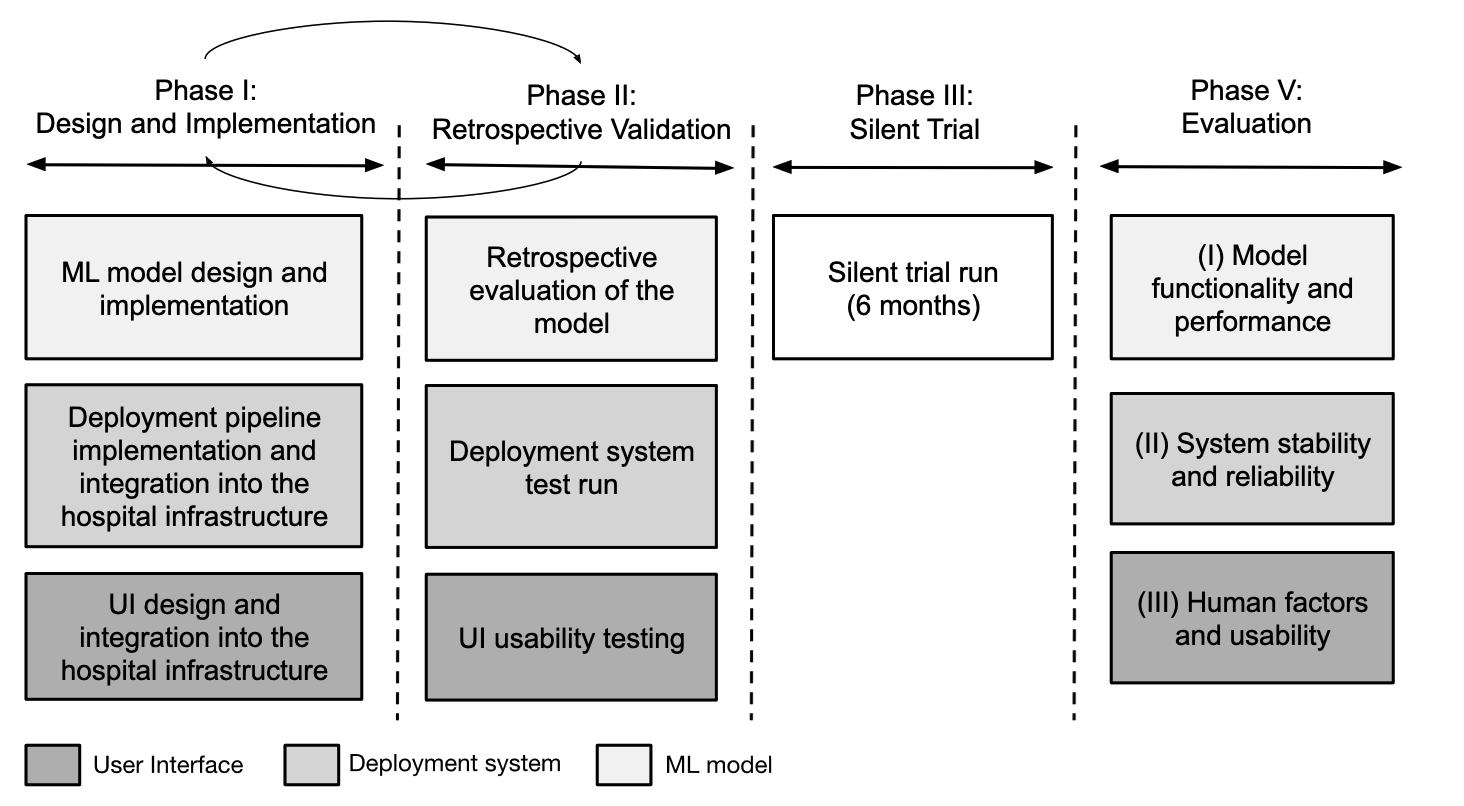 Phase I:
Design and Implementation
Phase II:
Retrospective Validation
Phase III:
Silent Trial
Phase V:
Evaluation
ML model design and
implementation
Retrospective
evaluation of the
model
Silent trial run
(6 months)
(I) Model
functionality and
performance
Deployment pipeline
implementation and
integration into the
hospital infrastructure
Deployment system
test run
(II) System stability
and reliability
UI design and
integration into the
hospital infrastructure
UI usability testing
(III) Human factors
and usability
User Interface
Deployment system
ML model